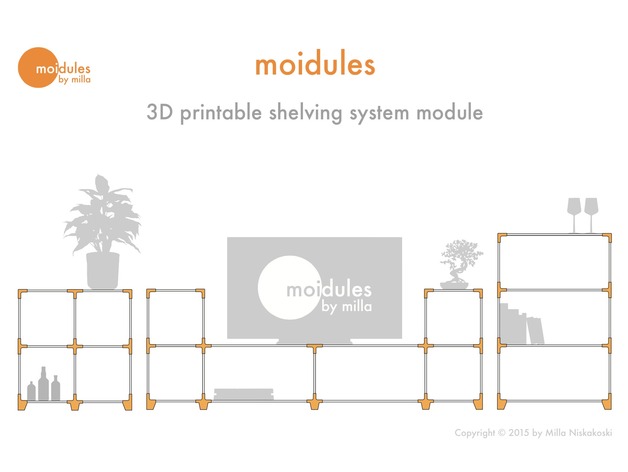 moidules
by milla
moidules
3D printable shelving system module
moidules
by milla
Copyright © 2015 by Milla Niskakoski